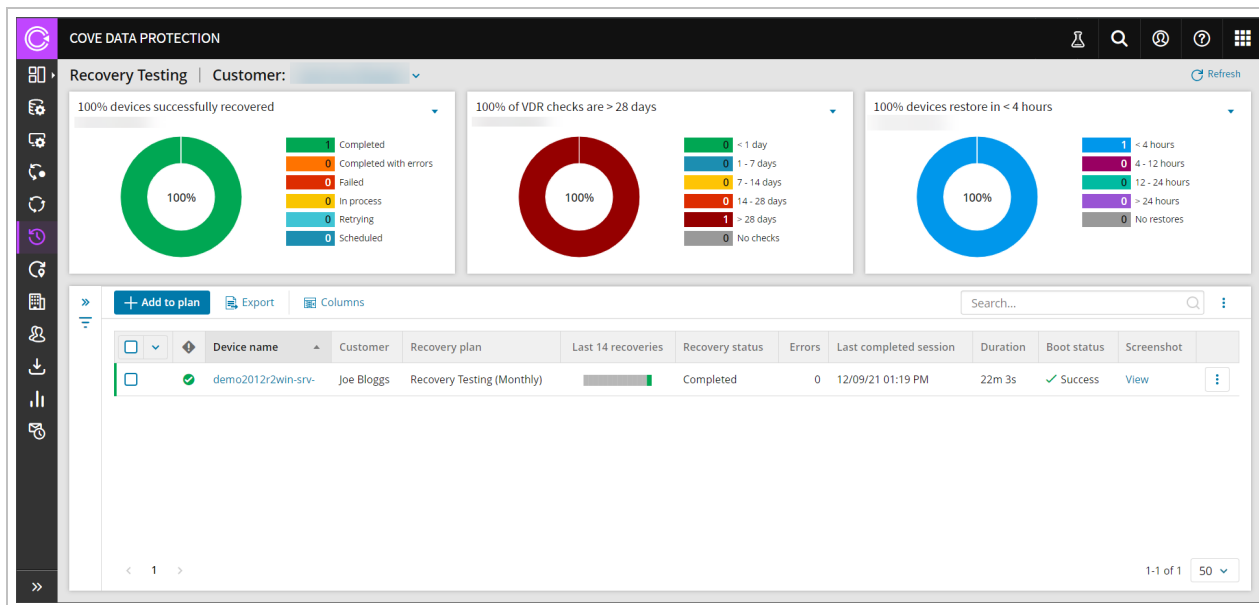 COVE DATA PROTECTION
Recovery Testing | Customer:
Refresh
100% devices successfully recovered
100%
1 Completed
0 Completed with errors
0 Failed
0 In process
0 Retrying
0 Scheduled
100% of VDR checks are > 28 days
100%
0 < 1 day
0 1 - 7 days
0 7 - 14 days
0 14 - 28 days
1 > 28 days
0 No checks
100% devices restore in < 4 hours
100%
1 < 4 hours
0 4 - 12 hours
0 12 - 24 hours
0 > 24 hours
0 No restores
+ Add to plan Export Columns Search...
Device name Customer Recovery plan Last 14 recoveries Recovery status Errors Last completed session Duration Boot status Screenshot
demo2012r2win-srv- Joe Bloggs Recovery Testing (Monthly) Completed 0 12/09/21 01:19 PM 22m 3s Success View
< 1 > 1-1 of 1 50